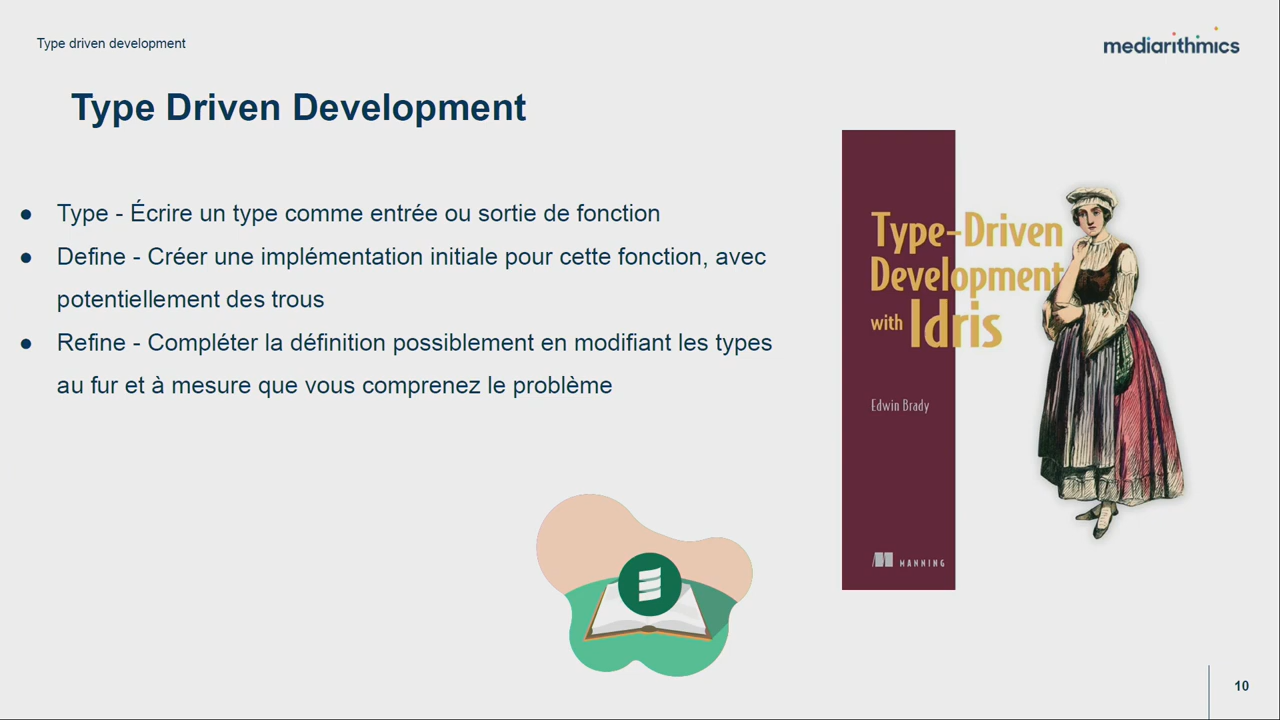 Type driven development
mediarithmics
Type Driven Development
● Type - Écrire un type comme entrée ou sortie de fonction
● Define - Créer une implémentation initiale pour cette fonction, avec
potentiellement des trous
● Refine - Compléter la définition possiblement en modifiant les types
au fur et à mesure que vous comprenez le problème
Type-Driven
Development
with Idris
Edwin Brady
MANNING
10